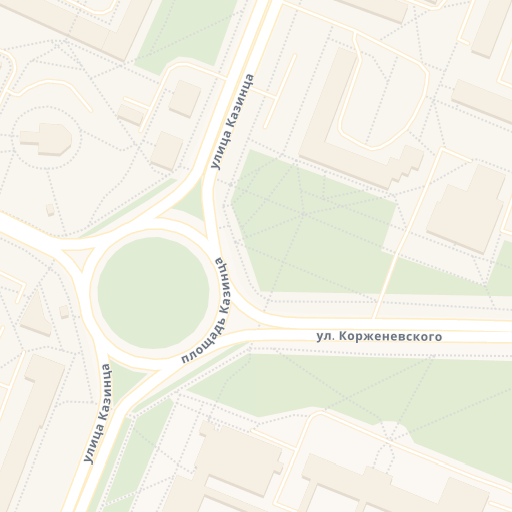 улица Казинца
площадь Казинца
ул. Корженевского
улица Казинца